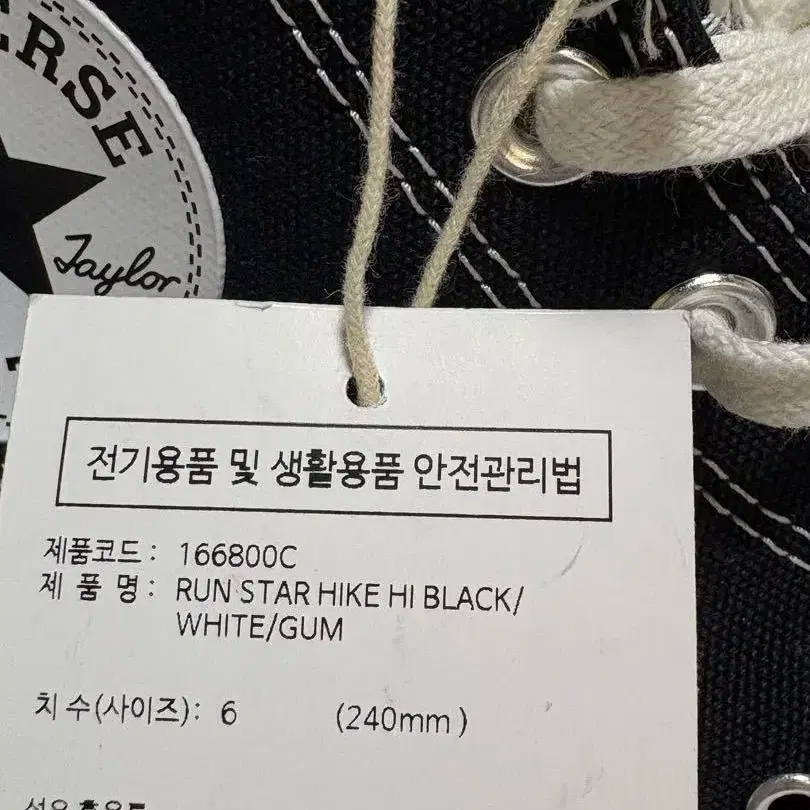 ERSE
Taylor
전기용품 및 생활용품 안전관리법
제품코드 : 166800C
제 품 명 : RUN STAR HIKE HI BLACK/
WHITE/GUM
치 수(사이즈) : 6 (240mm)